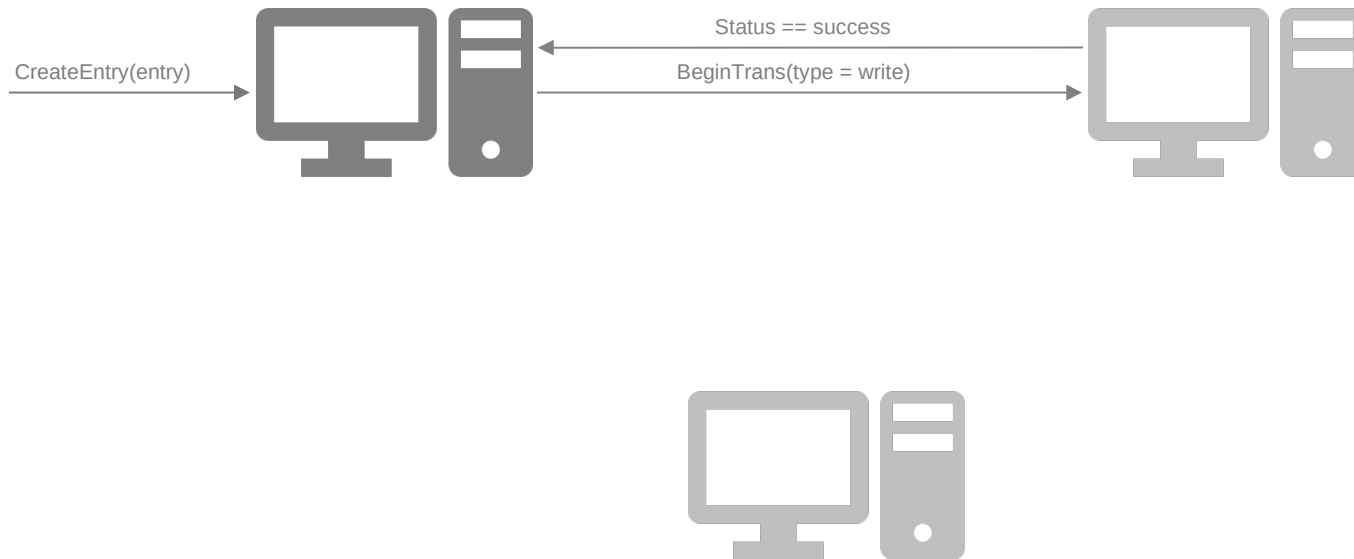 Status == success
CreateEntry(entry)
BeginTrans(type = write)